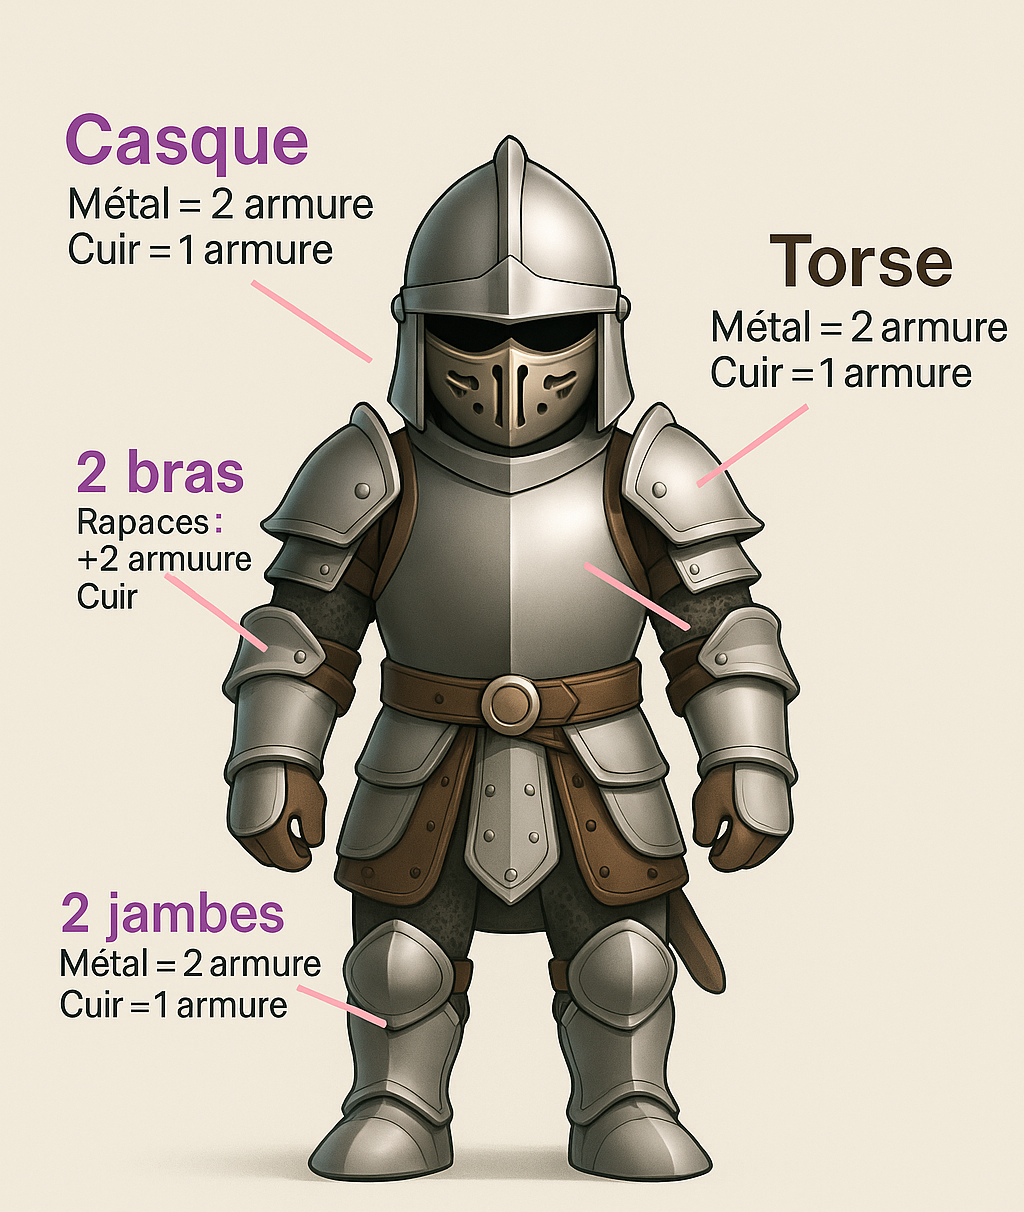 Casque
Métal = 2 armure
Cuir = 1 armure
Torse
Métal = 2 armure
Cuir = 1 armure
2 bras
Rapaces :
+2 armuure
Cuir
2 jambes
Métal = 2 armure
Cuir = 1 armure